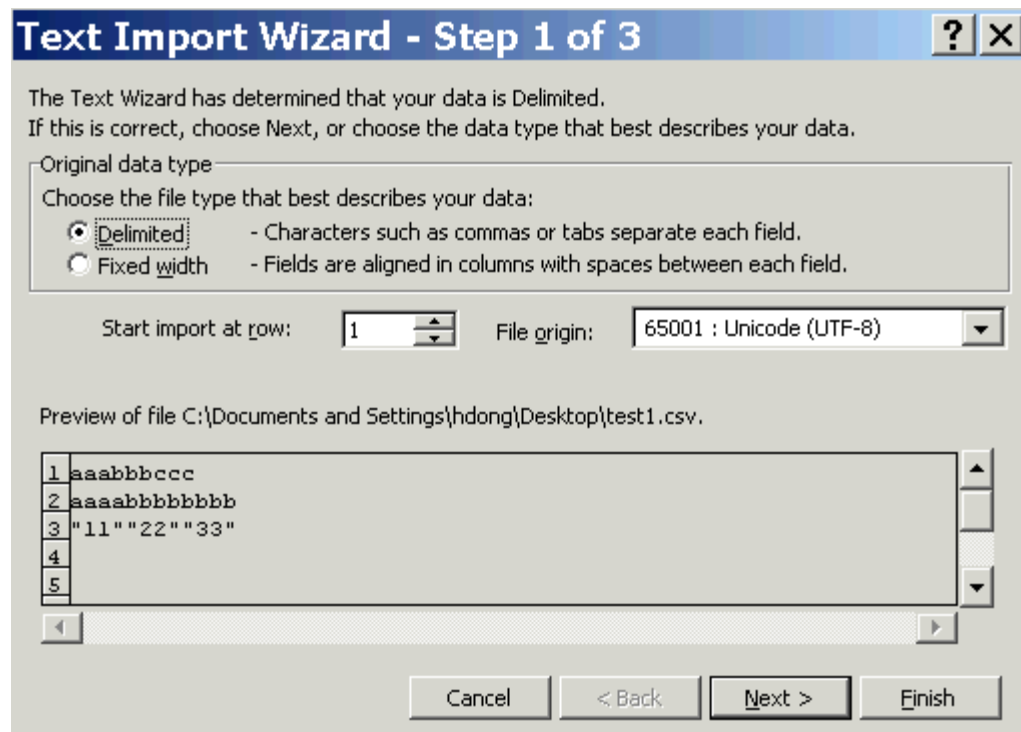 Text Import Wizard - Step 1 of 3
The Text Wizard has determined that your data is Delimited.
If this is correct, choose Next, or choose the data type that best describes your data.
Original data type
Choose the file type that best describes your data:
Delimited - Characters such as commas or tabs separate each field.
Fixed width - Fields are aligned in columns with spaces between each field.
Start import at row: 1 File origin: 65001 : Unicode (UTF-8)
Preview of file C:\Documents and Settings\hdong\Desktop\test1.csv.
1 aaabbbccc
2 aaaabbbbbbbbb
3 "11""22""33"
4
5
Cancel < Back Next > Finish